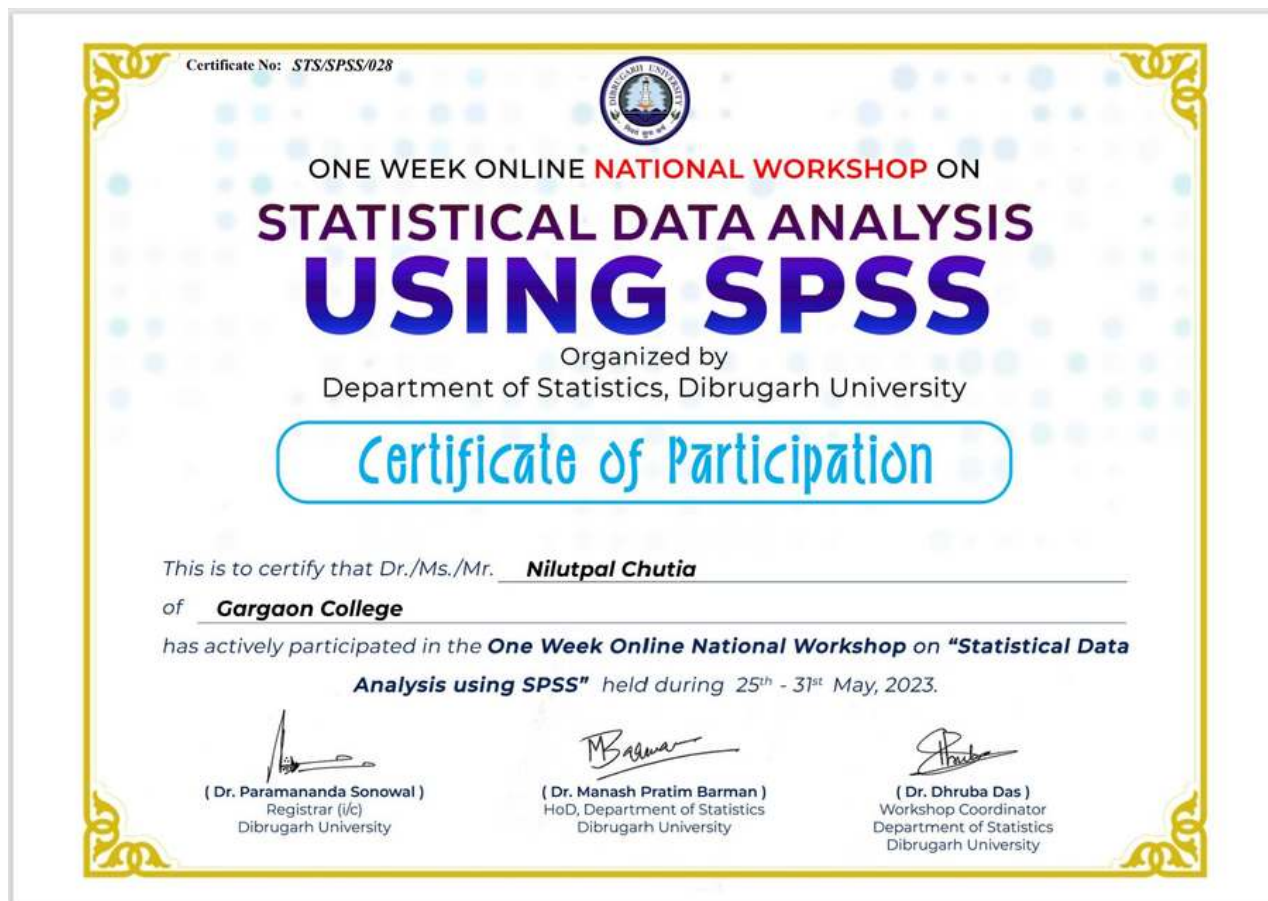 Certificate No: STS/SPSS/028
DIBRUGARH UNIVERSITY
ONE WEEK ONLINE NATIONAL WORKSHOP ON
STATISTICAL DATA ANALYSIS
USING SPSS
Organized by
Department of Statistics, Dibrugarh University
Certificate of Participation
This is to certify that Dr./Ms./Mr. Nilutpal Chutia
of Gargaon College
has actively participated in the One Week Online National Workshop on “Statistical Data
Analysis using SPSS” held during 25th - 31st May, 2023.
( Dr. Paramananda Sonowal )
Registrar (i/c)
Dibrugarh University
( Dr. Manash Pratim Barman )
HoD, Department of Statistics
Dibrugarh University
( Dr. Dhruba Das )
Workshop Coordinator
Department of Statistics
Dibrugarh University